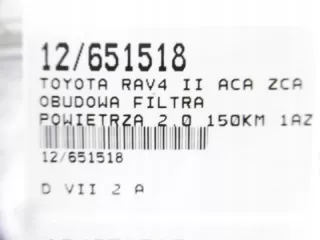 12/651518
TOYOTA RAV4 II ACA ZCA
OBUDOWA FILTRA
POWIETRZA 2.0 150KM 1AZ
12/651518
D VII 2 A